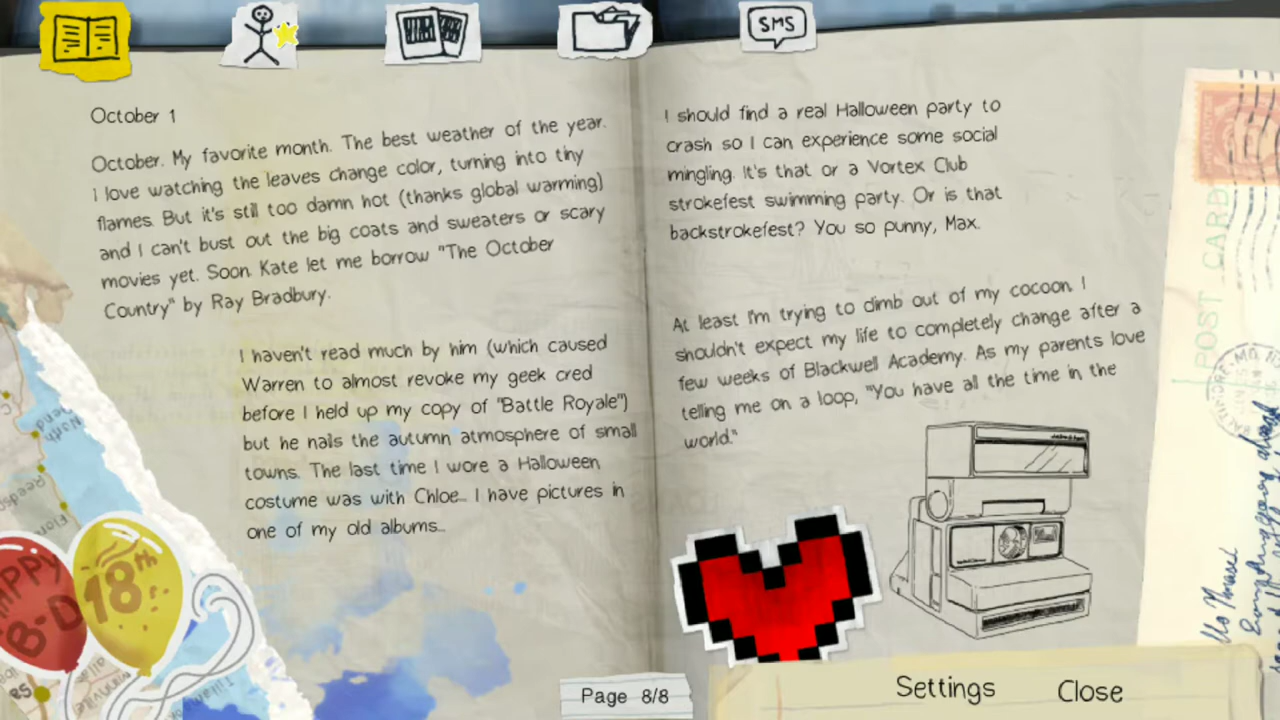 SMS
October 1
October. My favorite month. The best weather of the year.
I love watching the leaves change color, turning into tiny
flames. But it's still too damn hot (thanks global warming)
and I can't bust out the big coats and sweaters or scary
movies yet. Soon. Kate let me borrow "The October
Country" by Ray Bradbury.
I haven't read much by him (which caused
Warren to almost revoke my geek cred
before I held up my copy of "Battle Royale")
but he nails the autumn atmosphere of small
towns. The last time I wore a Halloween
costume was with Chloe... I have pictures in
one of my old albums...
I should find a real Halloween party to
crash so I can experience some social
mingling. It's that or a Vortex Club
strokefest swimming party. Or is that
backstrokefest? You so punny, Max.
At least I'm trying to climb out of my cocoon. I
shouldn't expect my life to completely change after a
few weeks of Blackwell Academy. As my parents love
telling me on a loop, "You have all the time in the
world."
POST CARD
North
Bend
18th
B-D
Page 8/8
Settings
Close